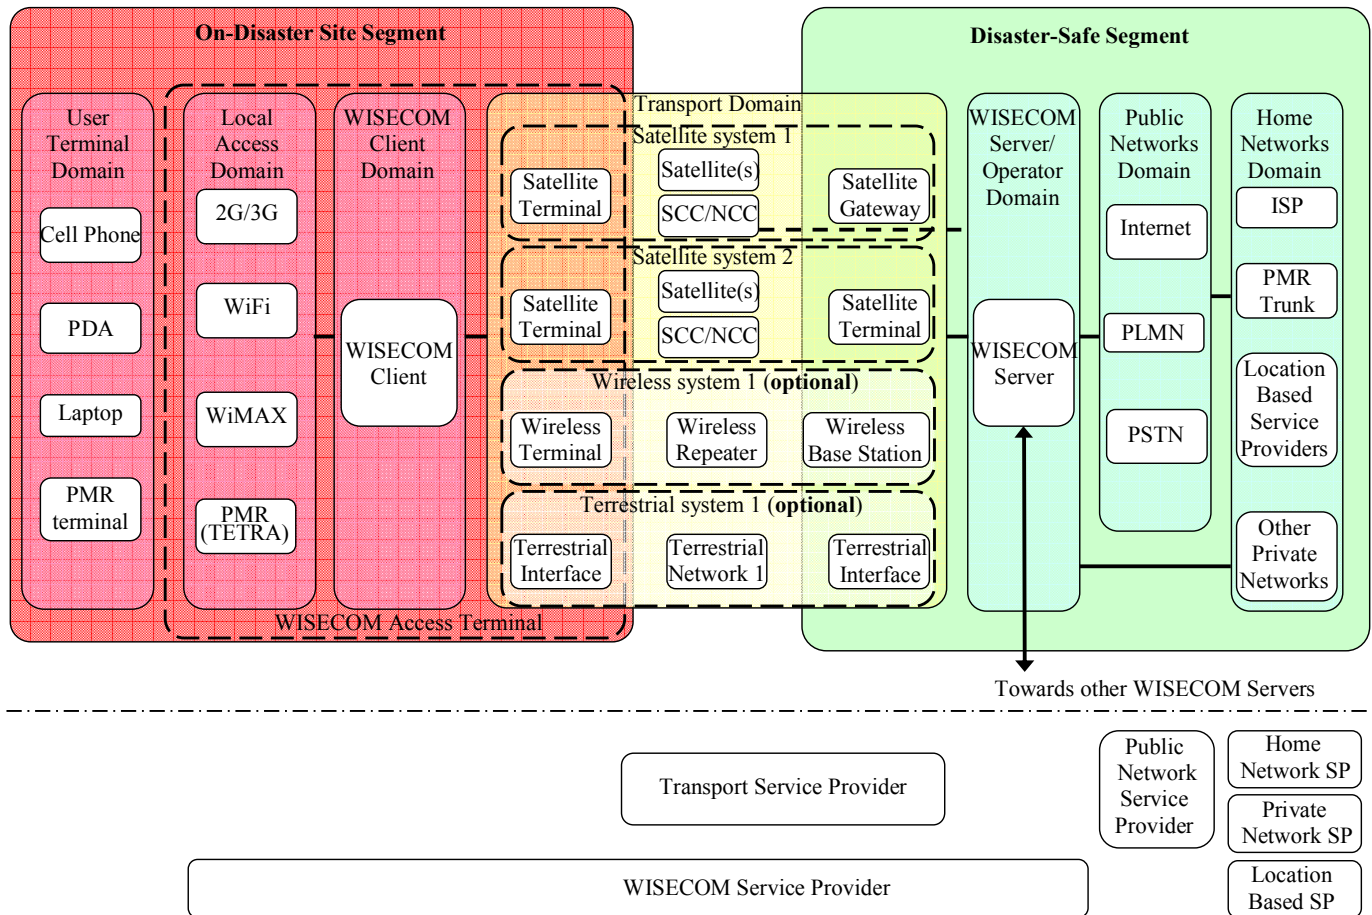 On-Disaster Site Segment
Disaster-Safe Segment
User
Terminal
Domain
Cell Phone
PDA
Laptop
PMR
terminal
Local
Access
Domain
2G/3G
WiFi
WiMAX
PMR
(TETRA)
WISECOM
Client
Domain
WISECOM
Client
WISECOM Access Terminal
Transport Domain
Satellite system 1
Satellite
Terminal
Satellite(s)
SCC/NCC
Satellite
Gateway
Satellite system 2
Satellite
Terminal
Satellite(s)
SCC/NCC
Satellite
Terminal
Wireless system 1 (optional)
Wireless
Terminal
Wireless
Repeater
Wireless
Base Station
Terrestrial system 1 (optional)
Terrestrial
Interface
Terrestrial
Network 1
Terrestrial
Interface
WISECOM
Server/
Operator
Domain
WISECOM
Server
Public
Networks
Domain
Internet
PLMN
PSTN
Home
Networks
Domain
ISP
PMR
Trunk
Location
Based
Service
Providers
Other
Private
Networks
Towards other WISECOM Servers
Transport Service Provider
Public
Network
Service
Provider
Home
Network SP
Private
Network SP
Location
Based SP
WISECOM Service Provider